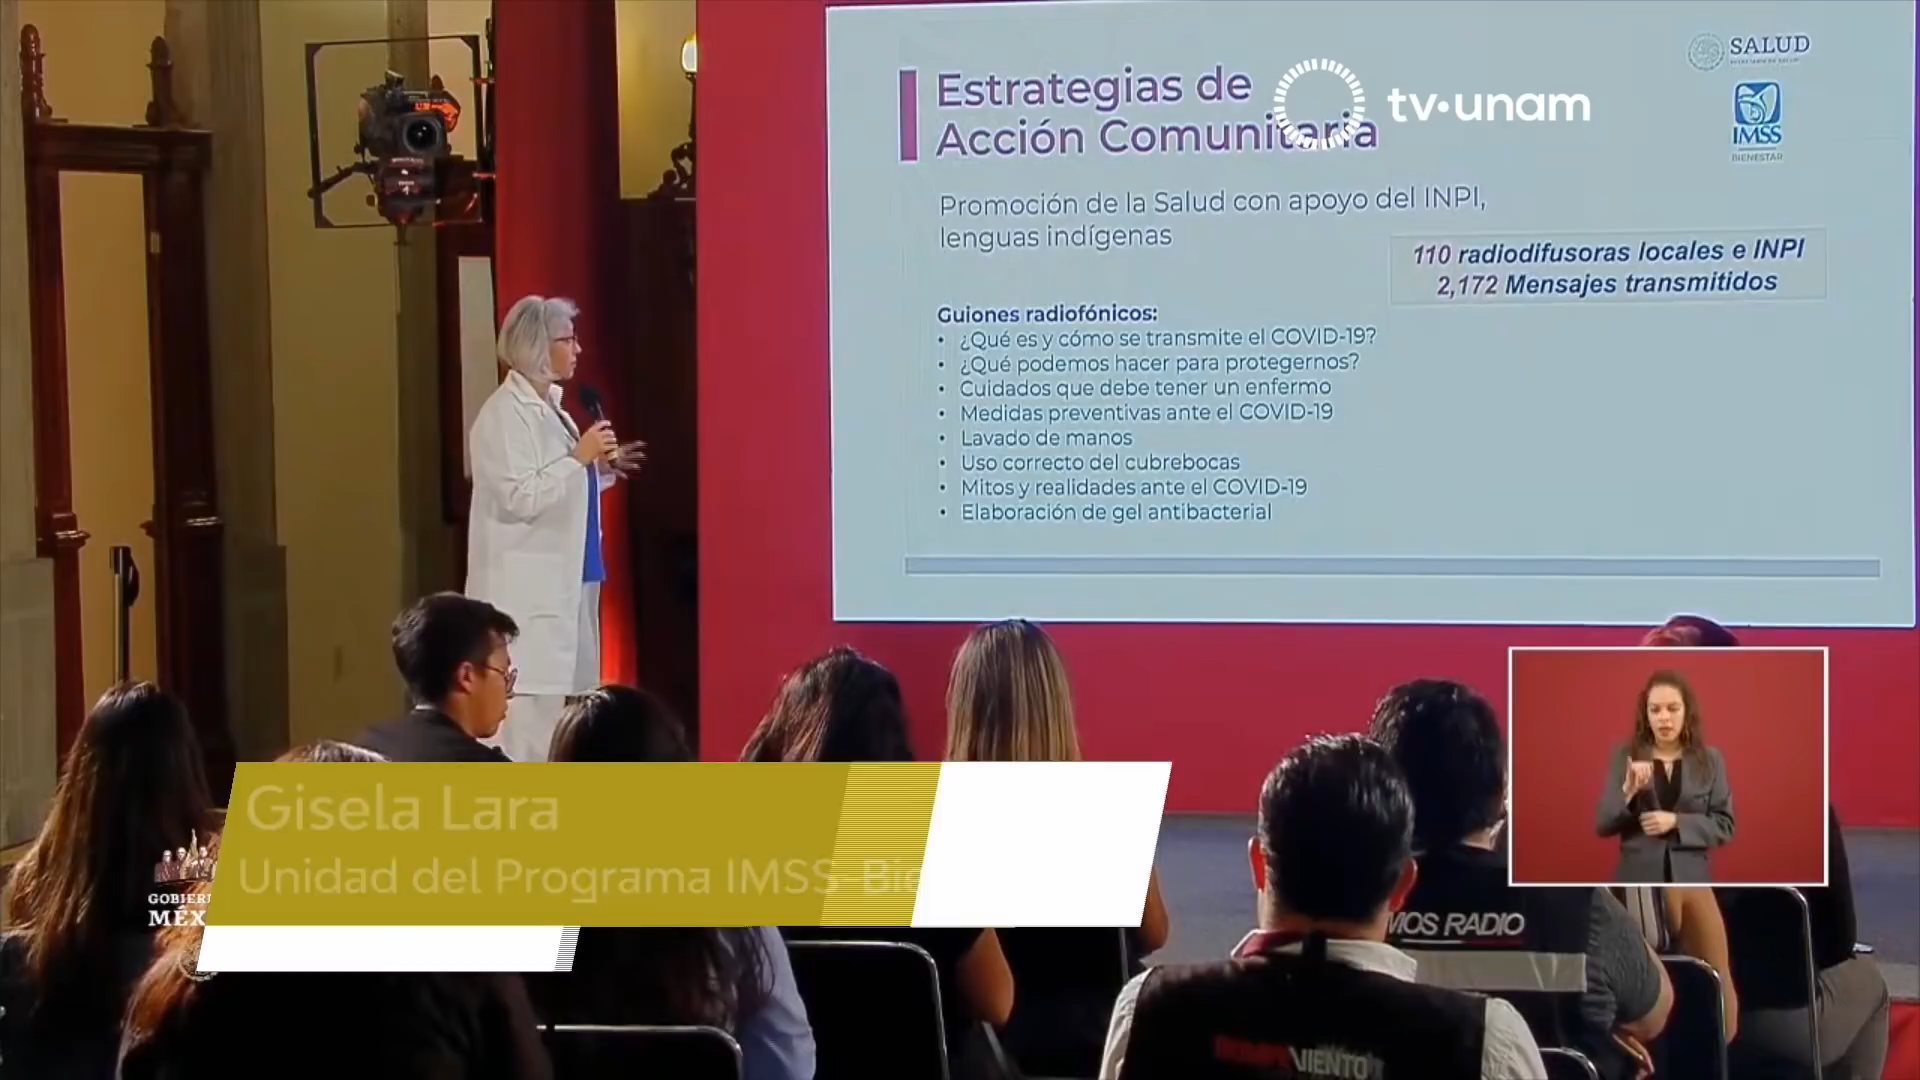 SALUD
Estrategias de
Acción Comunitaria
tv·unam
IMSS
BIENESTAR
Promoción de la Salud con apoyo del INPI,
lenguas indígenas
110 radiodifusoras locales e INPI
2,172 Mensajes transmitidos
Guiones radiofónicos:
• ¿Qué es y cómo se transmite el COVID-19?
• ¿Qué podemos hacer para protegernos?
• Cuidados que debe tener un enfermo
• Medidas preventivas ante el COVID-19
• Lavado de manos
• Uso correcto del cubrebocas
• Mitos y realidades ante el COVID-19
• Elaboración de gel antibacterial
Gisela Lara
Unidad del Programa IMSS-Bie
GOBIER
MÉX
MOS RADIO